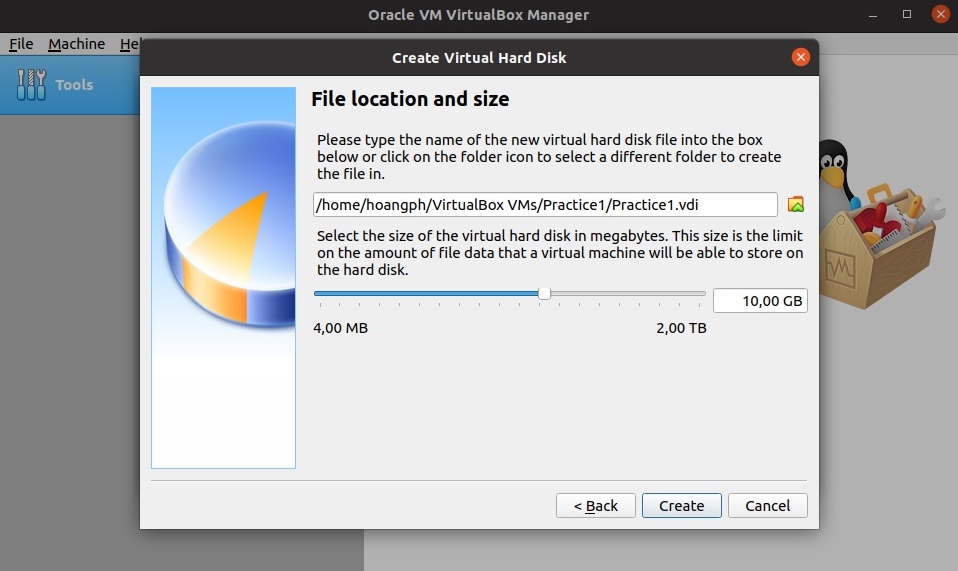 Oracle VM VirtualBox Manager
File Machine Hel
Tools
Create Virtual Hard Disk
File location and size
Please type the name of the new virtual hard disk file into the box
below or click on the folder icon to select a different folder to create
the file in.
/home/hoangph/VirtualBox VMs/Practice1/Practice1.vdi
Select the size of the virtual hard disk in megabytes. This size is the limit
on the amount of file data that a virtual machine will be able to store on
the hard disk.
10,00 GB
4,00 MB 2,00 TB
< Back Create Cancel